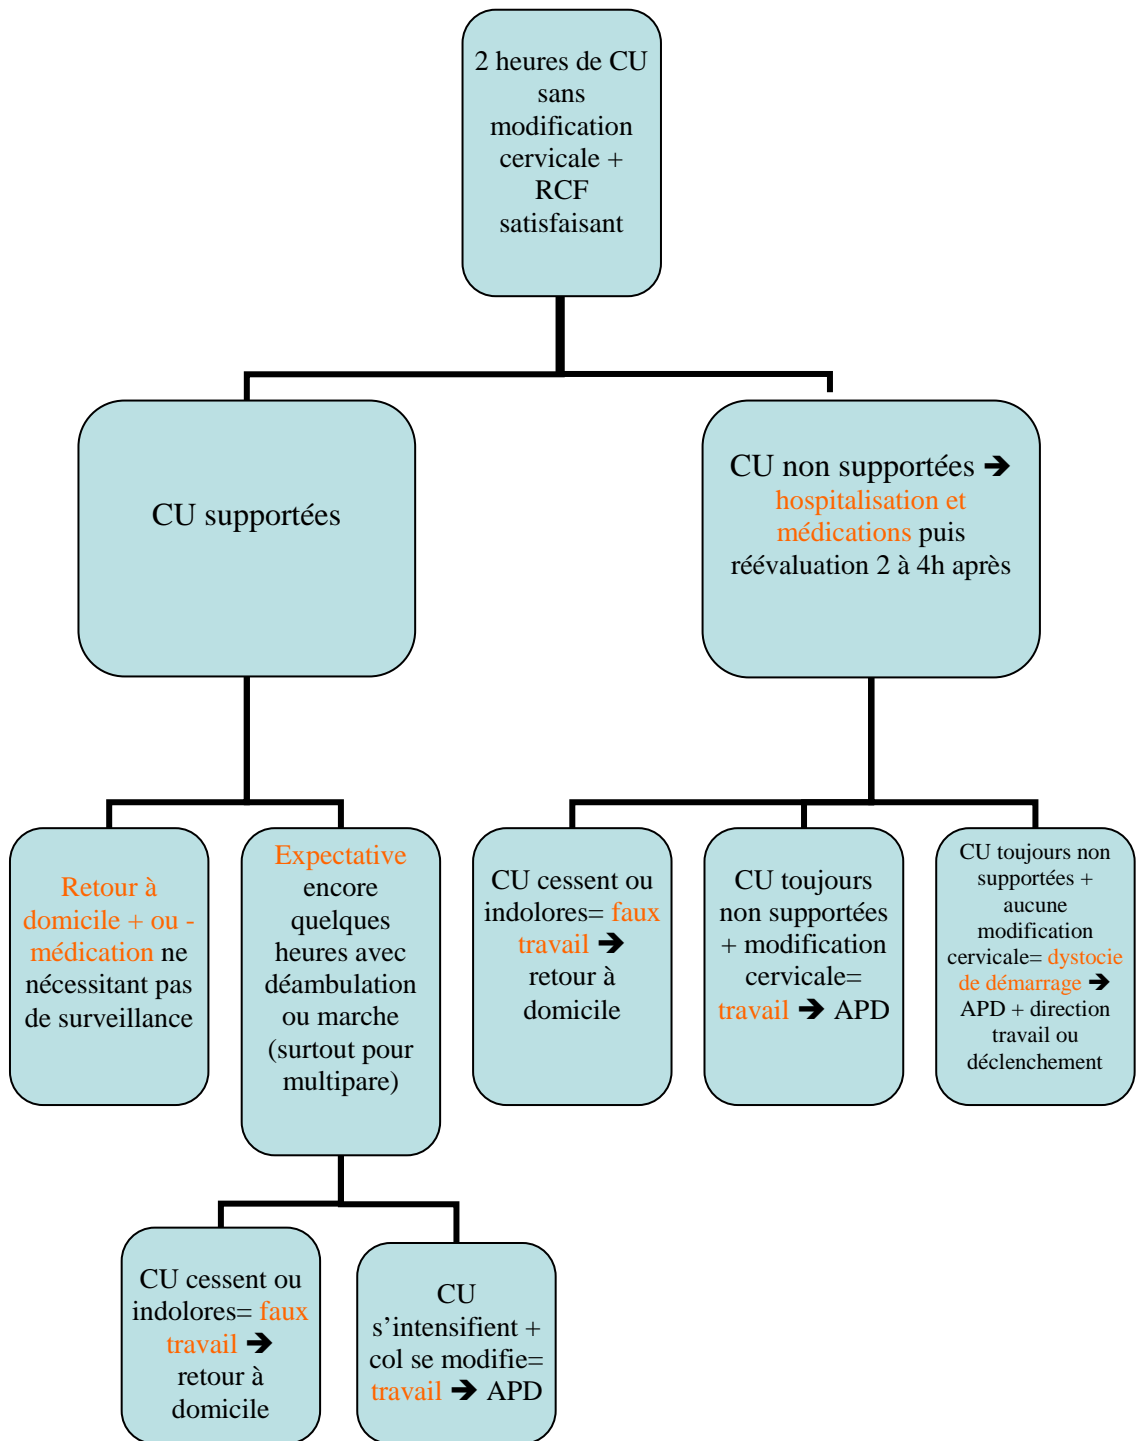 2 heures de CU
sans
modification
cervicale +
RCF
satisfaisant
CU supportées
CU non supportées ➔
hospitalisation et
médications puis
réévaluation 2 à 4h après
Retour à
domicile + ou -
médication ne
nécessitant pas
de surveillance
Expectative
encore
quelques
heures avec
déambulation
ou marche
(surtout pour
multipare)
CU cessent ou
indolores= faux
travail ➔
retour à
domicile
CU toujours
non supportées
+ modification
cervicale=
travail ➔ APD
CU toujours non
supportées +
aucune
modification
cervicale= dystocie
de démarrage ➔
APD + direction
travail ou
déclenchement
CU cessent ou
indolores= faux
travail ➔
retour à
domicile
CU
s’intensifient +
col se modifie=
travail ➔ APD